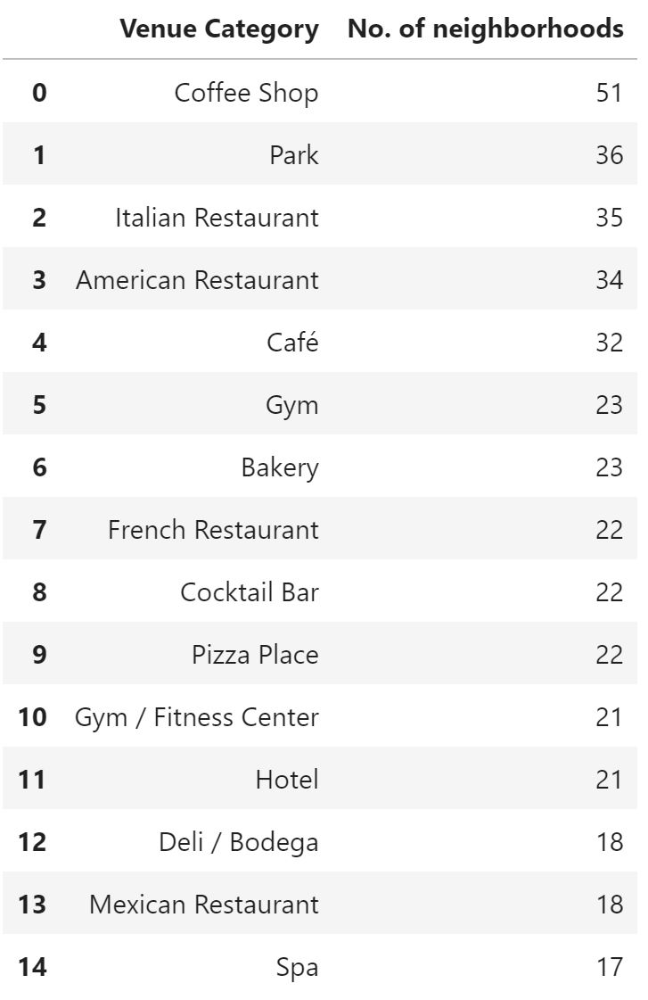 Venue Category No. of neighborhoods
0 Coffee Shop 51
1 Park 36
2 Italian Restaurant 35
3 American Restaurant 34
4 Café 32
5 Gym 23
6 Bakery 23
7 French Restaurant 22
8 Cocktail Bar 22
9 Pizza Place 22
10 Gym / Fitness Center 21
11 Hotel 21
12 Deli / Bodega 18
13 Mexican Restaurant 18
14 Spa 17